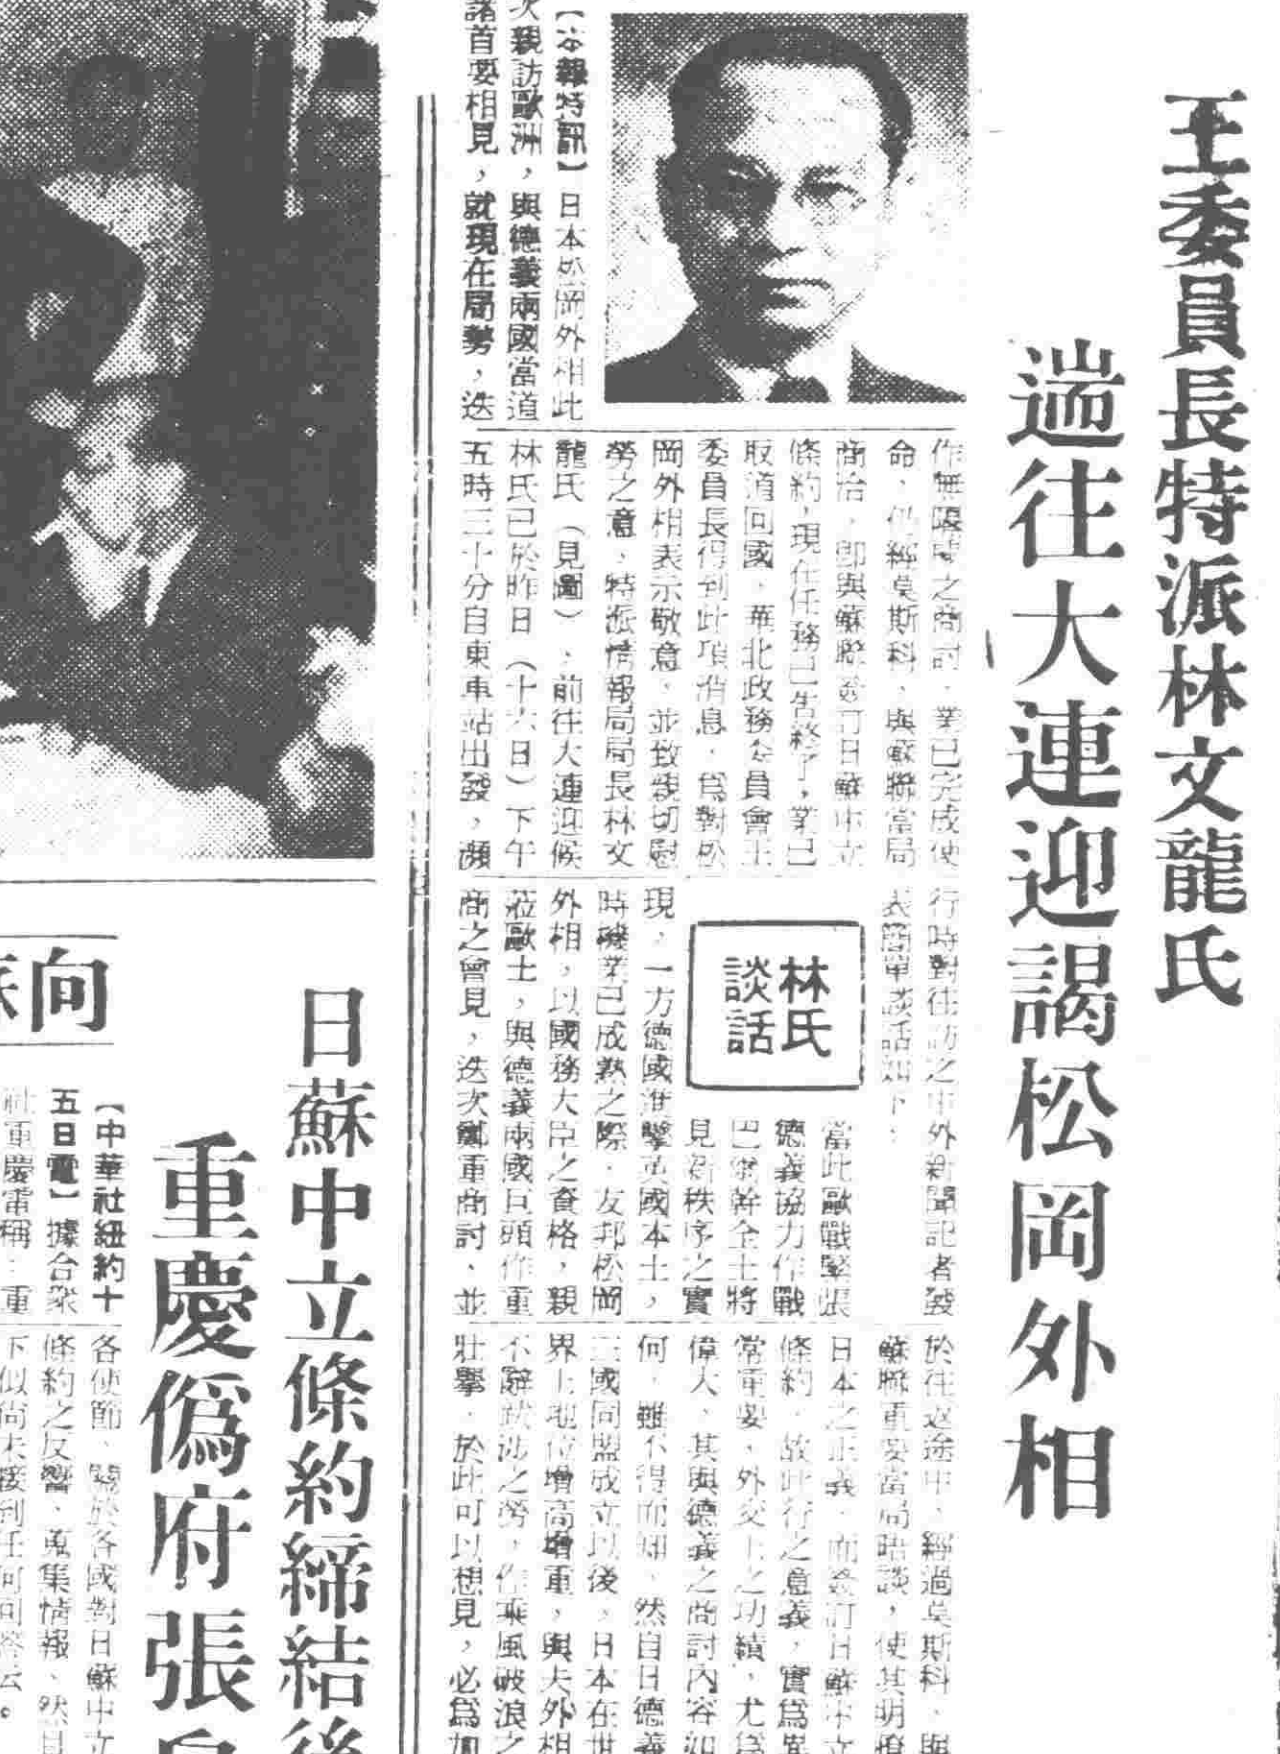 王委員長特派林文龍氏
遄往大連迎謁松岡外相
【本報特訊】日本松岡外相此
次親訪歐洲，與德義兩國當道
諸首要相見，就現在局勢，迭
作無限制之商討，業已完成使
命，仍經莫斯科，與蘇聯當局
商洽，卽與蘇聯簽訂日蘇中立
條約，現任任務已告終了，業已
取道回國，華北政務委員會王
委員長得到此項消息，爲對松
岡外相表示敬意，並致親切慰
勞之意，特派情報局局長林文
龍氏（見圖），前往大連迎候
林氏已於昨日（十六日）下午
五時三十分自東車站出發，瀕
行時對往訪之中外新聞記者發
表簡單談話如下：
林氏
談話
當此歐戰緊張
德義協力作戰
巴爾幹全土將
見新秩序之實
現，一方德國進擊英國本土，
時機業已成熟之際，友邦松岡
外相，以國務大臣之資格，親
蒞歐土，與德義兩國巨頭作重
商之會見，迭次鄭重商討，並
於往返途中，經過莫斯科，與
蘇聯重要當局晤談，使其明瞭
日本之正義，而簽訂日蘇中立
條約，故此行之意義，實爲異
常重要，外交上之功績，尤爲
偉大，其與德義之商討內容如
何，雖不得而知，然自日德義
三國同盟成立以後，日本在世
界上地位增高增重，與夫外相
不辭跋涉之勞，作乘風破浪之
壯擧，於此可以想見，必爲加
日蘇中立條約締結後
重慶僞府張
向
【中華社紐約十
五日電】據合衆
社重慶電稱：重
各使節、關於各國對日蘇中立
條約之反響、蒐集情報、然目
下似尚未接到任何回答云。